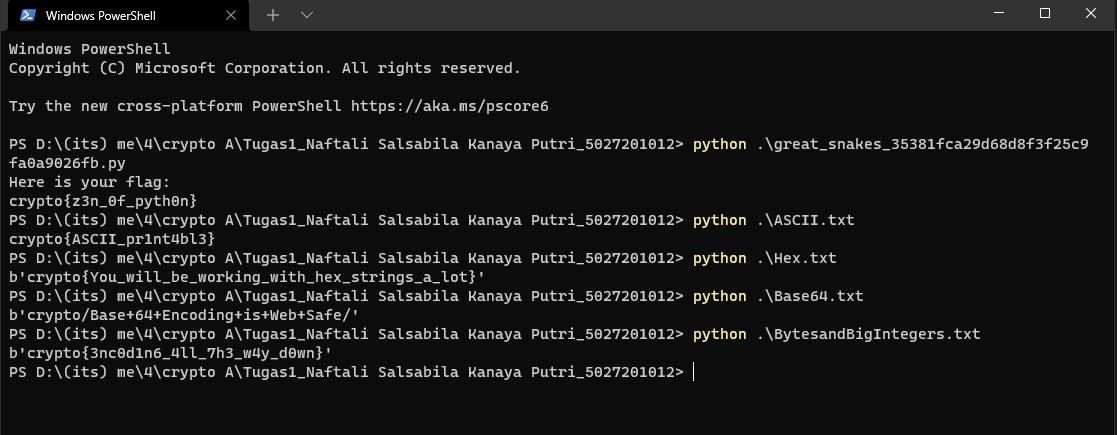 Windows PowerShell
Windows PowerShell
Copyright (C) Microsoft Corporation. All rights reserved.
Try the new cross-platform PowerShell https://aka.ms/pscore6
PS D:\(its) me\4\crypto A\Tugas1_Naftali Salsabila Kanaya Putri_5027201012> python .\great_snakes_35381fca29d68d8f3f25c9
fa0a9026fb.py
Here is your flag:
crypto{z3n_0f_pyth0n}
PS D:\(its) me\4\crypto A\Tugas1_Naftali Salsabila Kanaya Putri_5027201012> python .\ASCII.txt
crypto{ASCII_pr1nt4bl3}
PS D:\(its) me\4\crypto A\Tugas1_Naftali Salsabila Kanaya Putri_5027201012> python .\Hex.txt
b'crypto{You_will_be_working_with_hex_strings_a_lot}'
PS D:\(its) me\4\crypto A\Tugas1_Naftali Salsabila Kanaya Putri_5027201012> python .\Base64.txt
b'crypto/Base+64+Encoding+is+Web+Safe/'
PS D:\(its) me\4\crypto A\Tugas1_Naftali Salsabila Kanaya Putri_5027201012> python .\BytesandBigIntegers.txt
b'crypto{3nc0d1n6_4ll_7h3_w4y_d0wn}'
PS D:\(its) me\4\crypto A\Tugas1_Naftali Salsabila Kanaya Putri_5027201012>